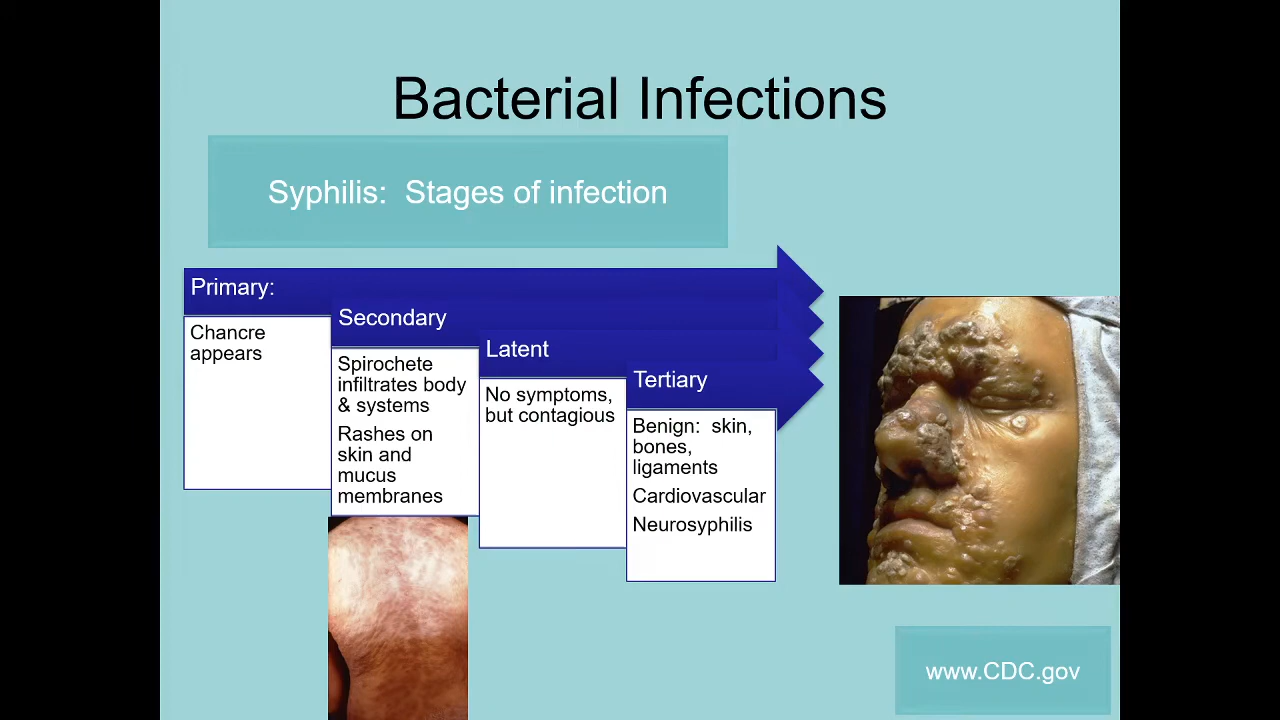 Bacterial Infections
Syphilis:  Stages of infection
Primary:
Chancre
appears
Secondary
Spirochete
infiltrates body
& systems
Rashes on
skin and
mucus
membranes
Latent
No symptoms,
but contagious
Tertiary
Benign:  skin,
bones,
ligaments
Cardiovascular
Neurosyphilis
www.CDC.gov